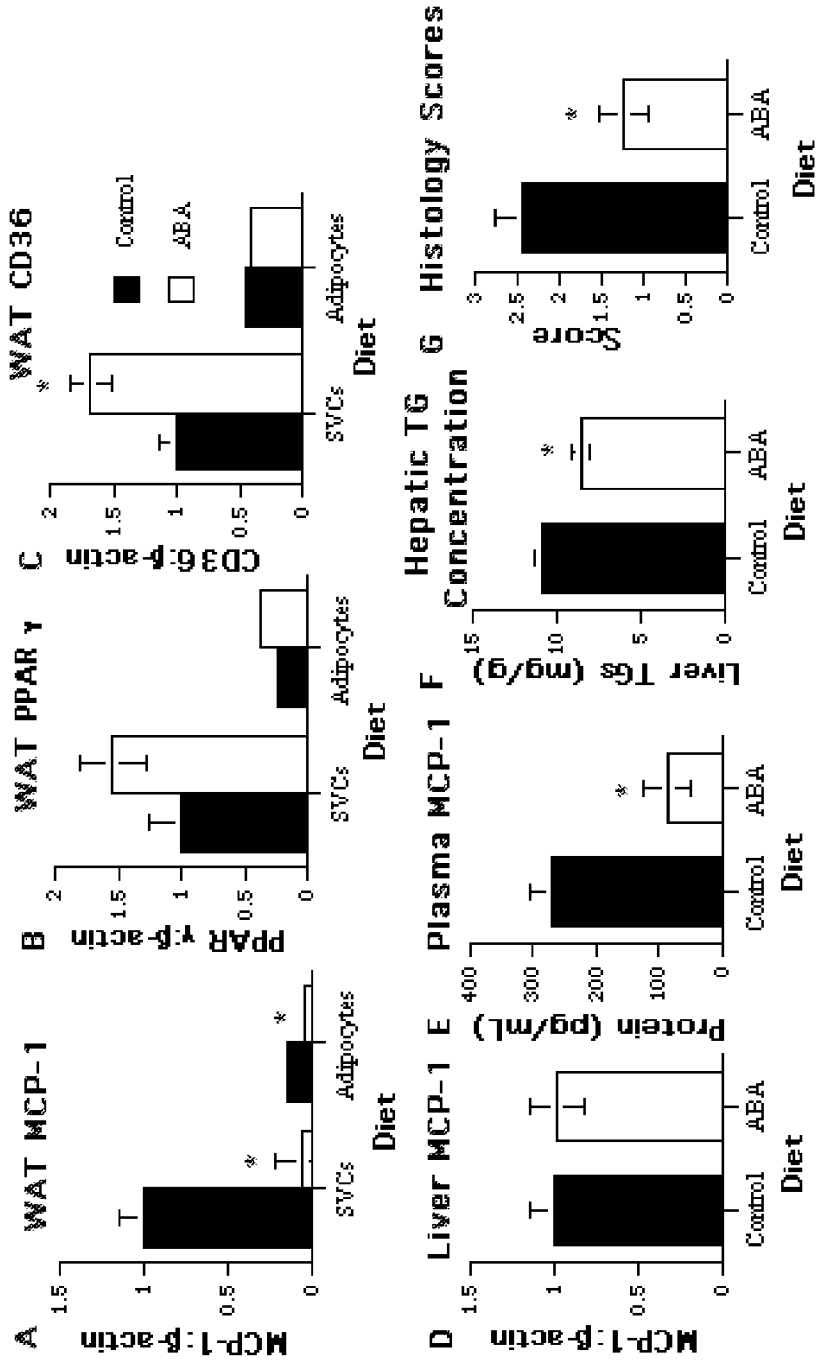 A
WAT MCP-1
MCP-1:β-actin
1.5
1
0.5
0
*
*
SVCs
Adipocytes
Diet
B
WAT PPAR γ
PPAR γ:β-actin
2
1.5
1
0.5
0
SVCs
Adipocytes
Diet
C
WAT CD36
CD36:β-actin
2
1.5
1
0.5
0
*
Control
ABA
SVCs
Adipocytes
Diet
D
Liver MCP-1
MCP-1:β-actin
1.5
1
0.5
0
Control
ABA
Diet
E
Plasma MCP-1
Protein (pg/mL)
400
300
200
100
0
*
Control
ABA
Diet
F
Hepatic TG
Concentration
Liver TGs (mg/g)
15
10
5
0
*
Control
ABA
Diet
G
Histology Scores
Score
3
2.5
2
1.5
1
0.5
0
*
Control
ABA
Diet